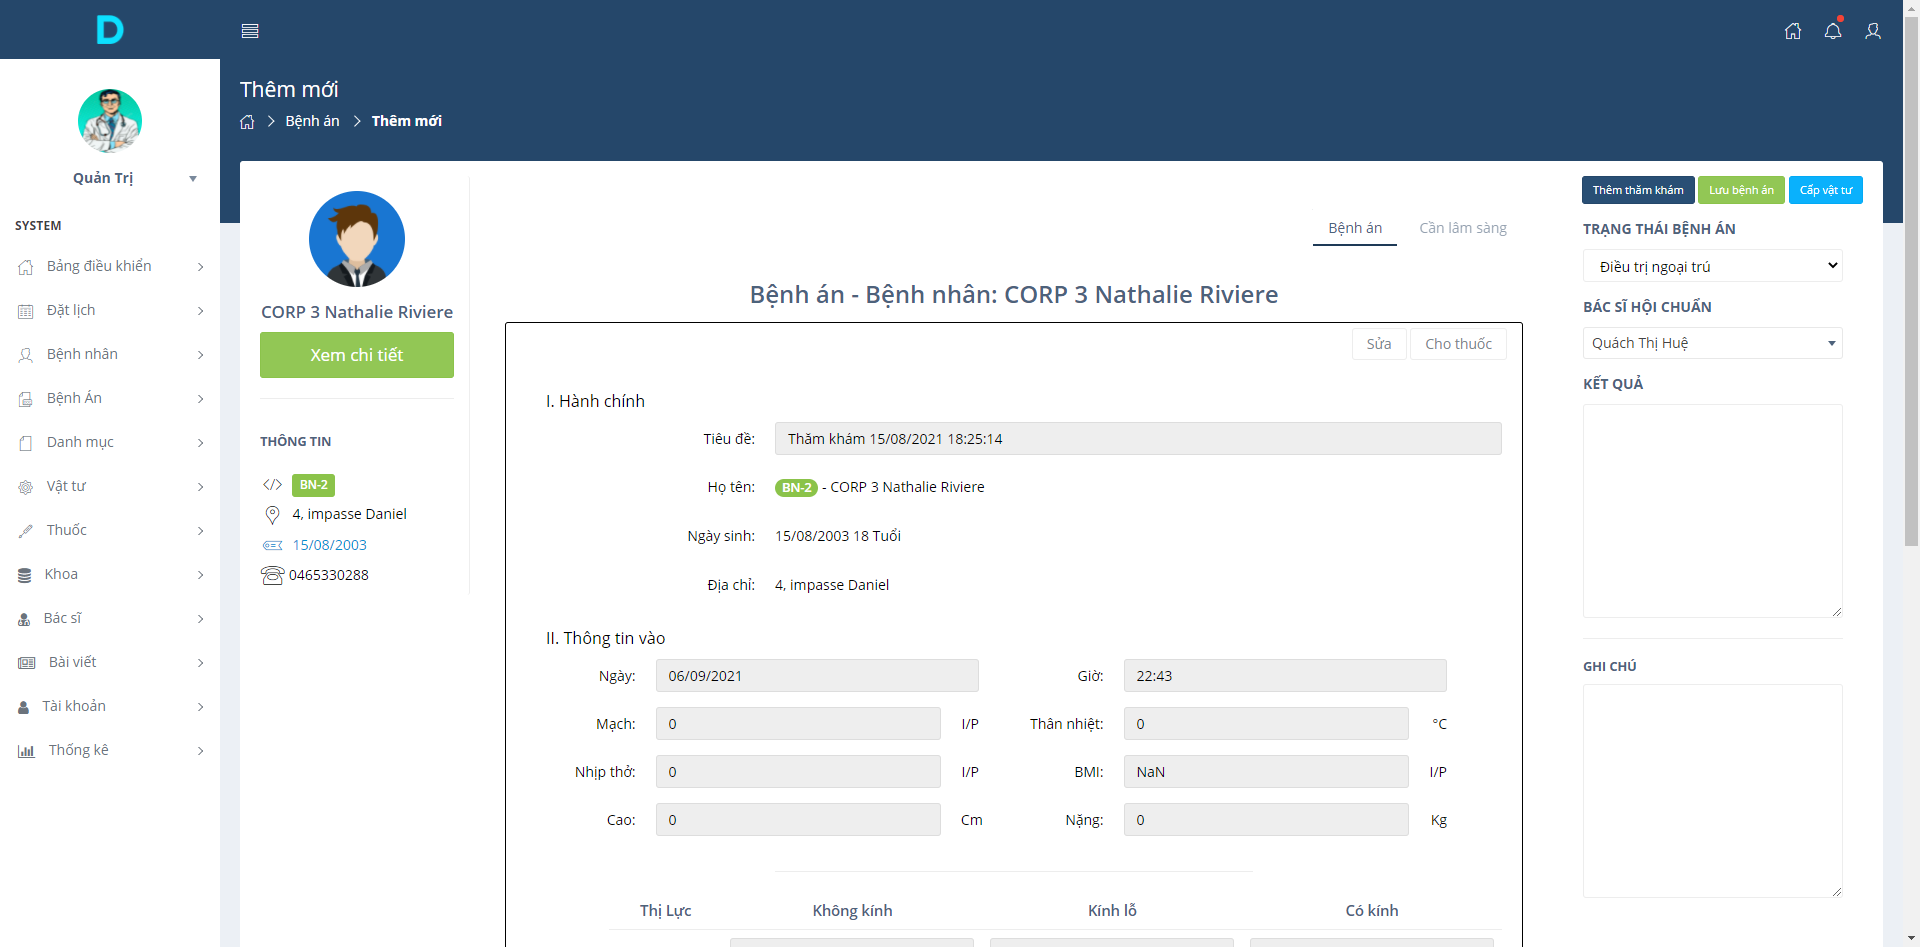 D
Thêm mới
Bệnh án
Thêm mới
Quản Trị
SYSTEM
Bảng điều khiển
Đặt lịch
Bệnh nhân
Bệnh Án
Danh mục
Vật tư
Thuốc
Khoa
Bác sĩ
Bài viết
Tài khoản
Thống kê
CORP 3 Nathalie Riviere
Xem chi tiết
THÔNG TIN
BN-2
4, impasse Daniel
15/08/2003
0465330288
Bệnh án
Cần lâm sàng
Bệnh án - Bệnh nhân: CORP 3 Nathalie Riviere
Sửa
Cho thuốc
I. Hành chính
Tiêu đề: Thăm khám 15/08/2021 18:25:14
Họ tên: BN-2 - CORP 3 Nathalie Riviere
Ngày sinh: 15/08/2003 18 Tuổi
Địa chỉ: 4, impasse Daniel
II. Thông tin vào
Ngày: 06/09/2021 Giờ: 22:43
Mạch: 0 I/P Thân nhiệt: 0 °C
Nhịp thở: 0 I/P BMI: NaN I/P
Cao: 0 Cm Nặng: 0 Kg
Thị Lực Không kính Kính lỗ Có kính
Thêm thăm khám
Lưu bệnh án
Cấp vật tư
TRẠNG THÁI BỆNH ÁN
Điều trị ngoại trú
BÁC SĨ HỘI CHUẨN
Quách Thị Huệ
KẾT QUẢ
GHI CHÚ